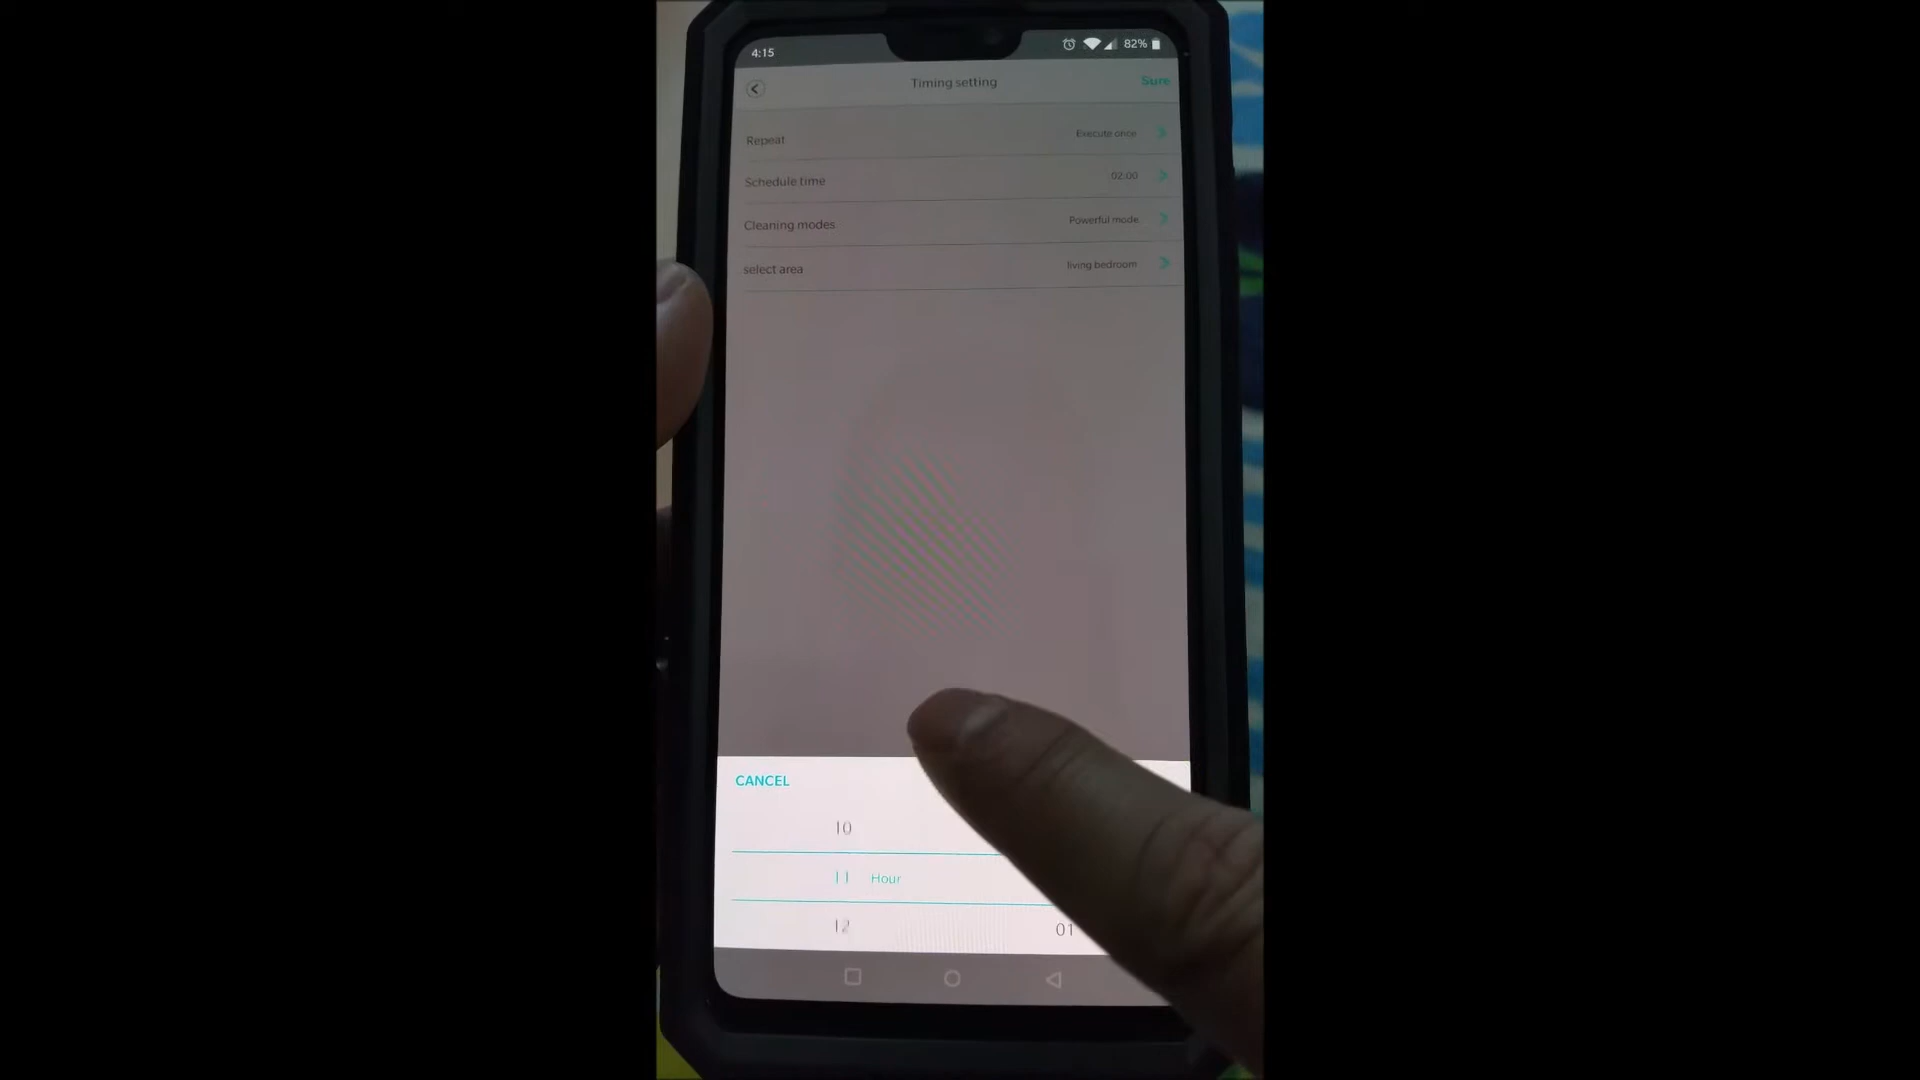 4:15 82%
Timing setting Sure
Repeat Execute once
Schedule time 02:00
Cleaning modes Powerful mode
select area living bedroom
CANCEL
10
11 Hour
12 01